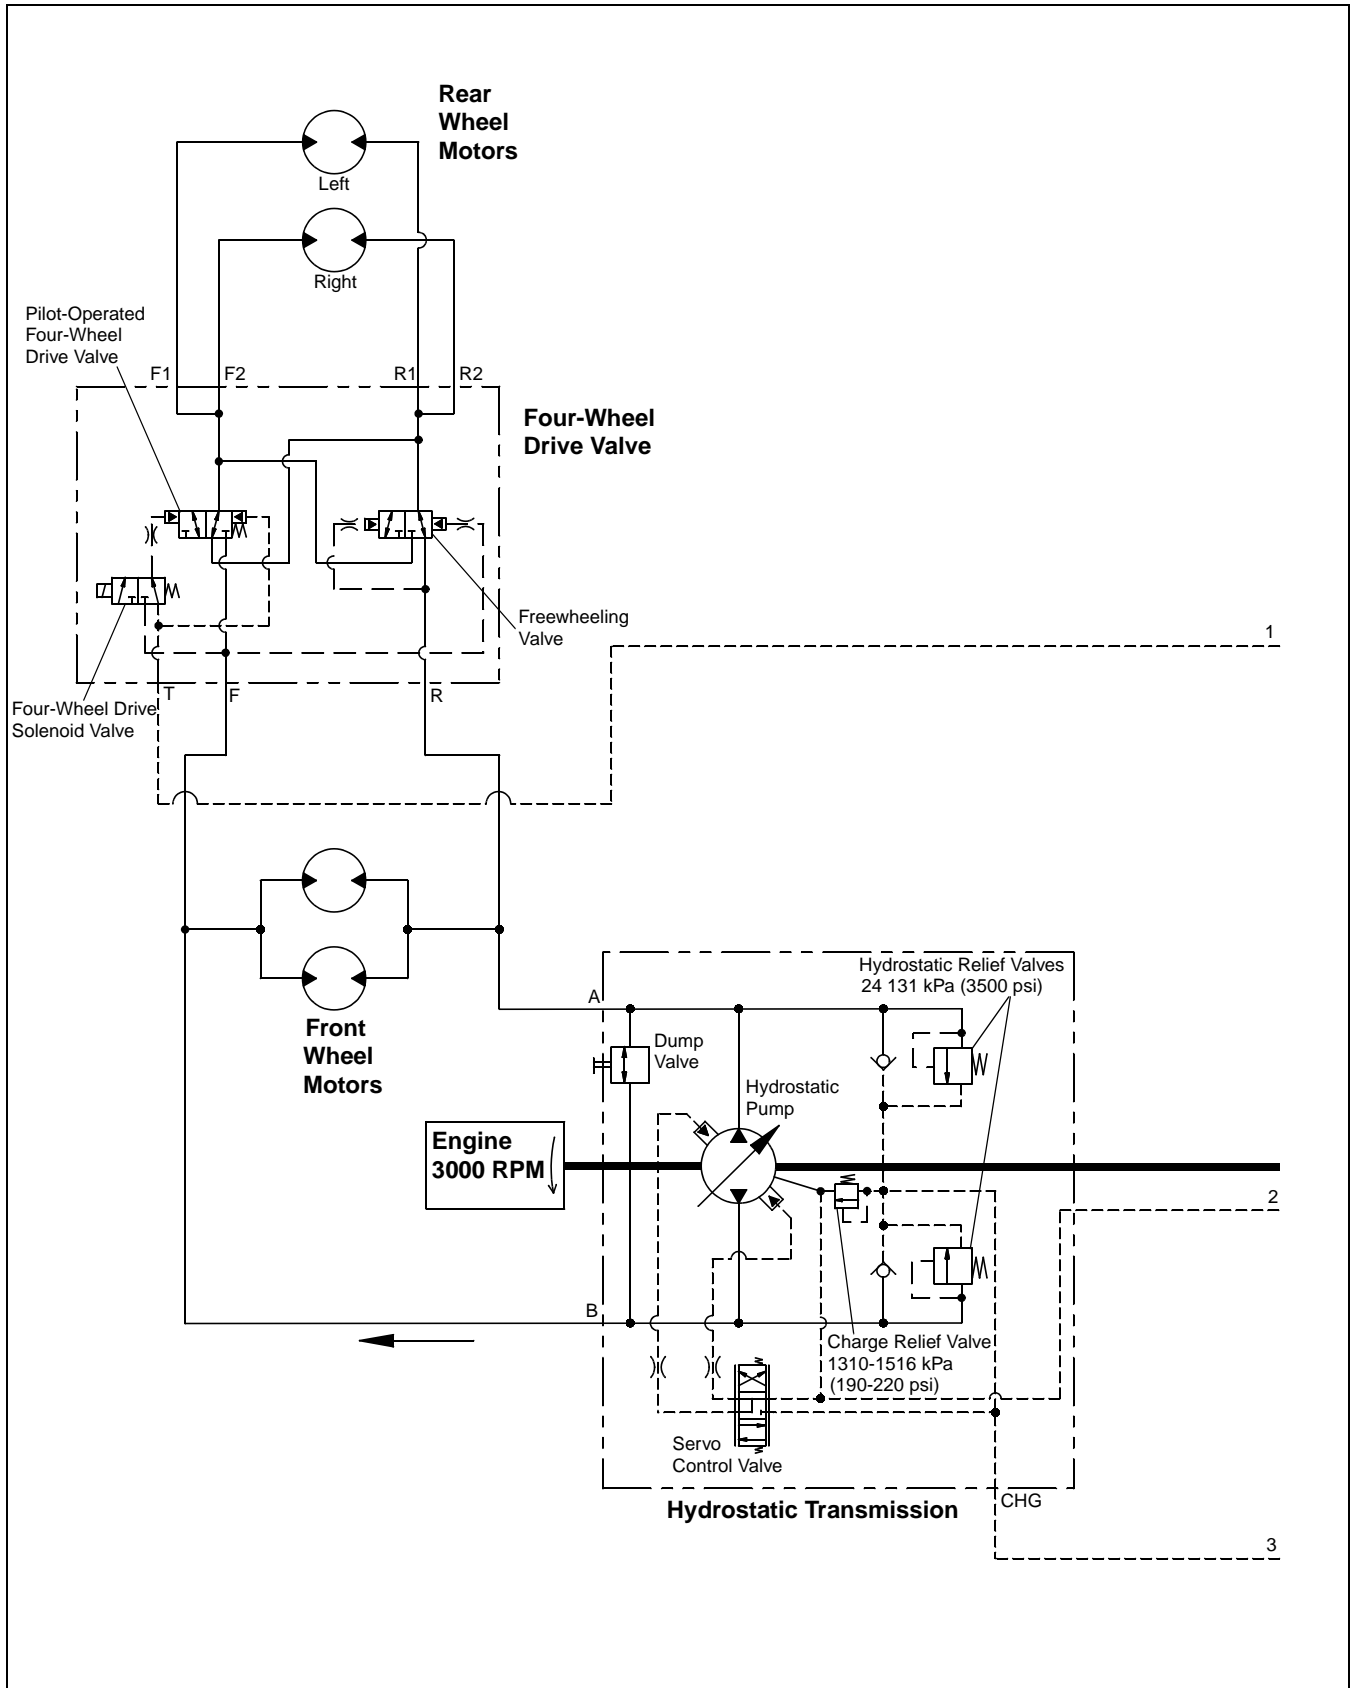 Rear
Wheel
Motors
Left
Right
Pilot-Operated
Four-Wheel
Drive Valve
F1
F2
R1
R2
Four-Wheel
Drive Valve
Freewheeling
Valve
1
T
F
R
Four-Wheel Drive
Solenoid Valve
Hydrostatic Relief Valves
24 131 kPa (3500 psi)
A
Front
Wheel
Motors
Dump
Valve
Hydrostatic
Pump
Engine
3000 RPM
2
B
Charge Relief Valve
1310-1516 kPa
(190-220 psi)
Servo
Control Valve
CHG
Hydrostatic Transmission
3